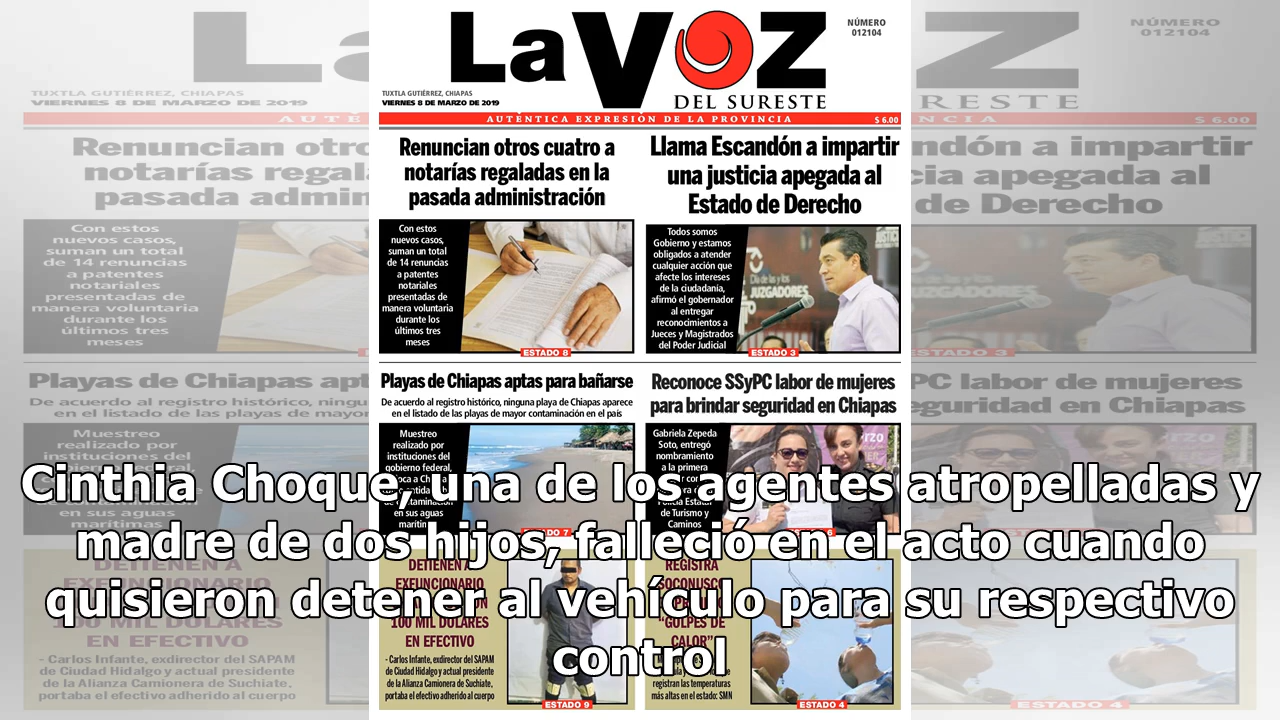 La VOZ
DEL SURESTE
NÚMERO
012104
TUXTLA GUTIÉRREZ, CHIAPAS
VIERNES 8 DE MARZO DE 2019
AUTÉNTICA EXPRESIÓN DE LA PROVINCIA
$ 6.00
Renuncian otros cuatro a
notarías regaladas en la
pasada administración
Con estos
nuevos casos,
suman un total
de 14 renuncias
a patentes
notariales
presentadas de
manera voluntaria
durante los
últimos tres
meses
ESTADO 8
Llama Escandón a impartir
una justicia apegada al
Estado de Derecho
Todos somos
Gobierno y estamos
obligados a atender
cualquier acción que
afecte los intereses
de la ciudadanía,
afirmó el gobernador
al entregar
reconocimientos a
Jueces y Magistrados
del Poder Judicial
JUZGADORES
ESTADO 3
Playas de Chiapas aptas para bañarse
De acuerdo al registro histórico, ninguna playa de Chiapas aparece
en el listado de las playas de mayor contaminación en el país
Muestreo
realizado por
instituciones del
gobierno federal,
en sus aguas
ESTADO 7
Reconoce SSyPC labor de mujeres
para brindar seguridad en Chiapas
Gabriela Zepeda
Soto, entregó
nombramiento
a la primera
de Turismo y
Caminos
Cinthia Choque, una de los agentes atropelladas y
madre de dos hijos, falleció en el acto cuando
quisieron detener al vehículo para su respectivo
control
DETIENEN A
EXFUNCIONARIO
100 MIL DÓLARES
EN EFECTIVO
- Carlos Infante, exdirector del SAPAM
de Ciudad Hidalgo y actual presidente
de la Alianza Camionera de Suchiate,
portaba el efectivo adherido al cuerpo
ESTADO 9
REGISTRA
SOCONUSCO
"GOLPES DE
CALOR"
registran las temperaturas
más altas en el estado: SMN
ESTADO 4